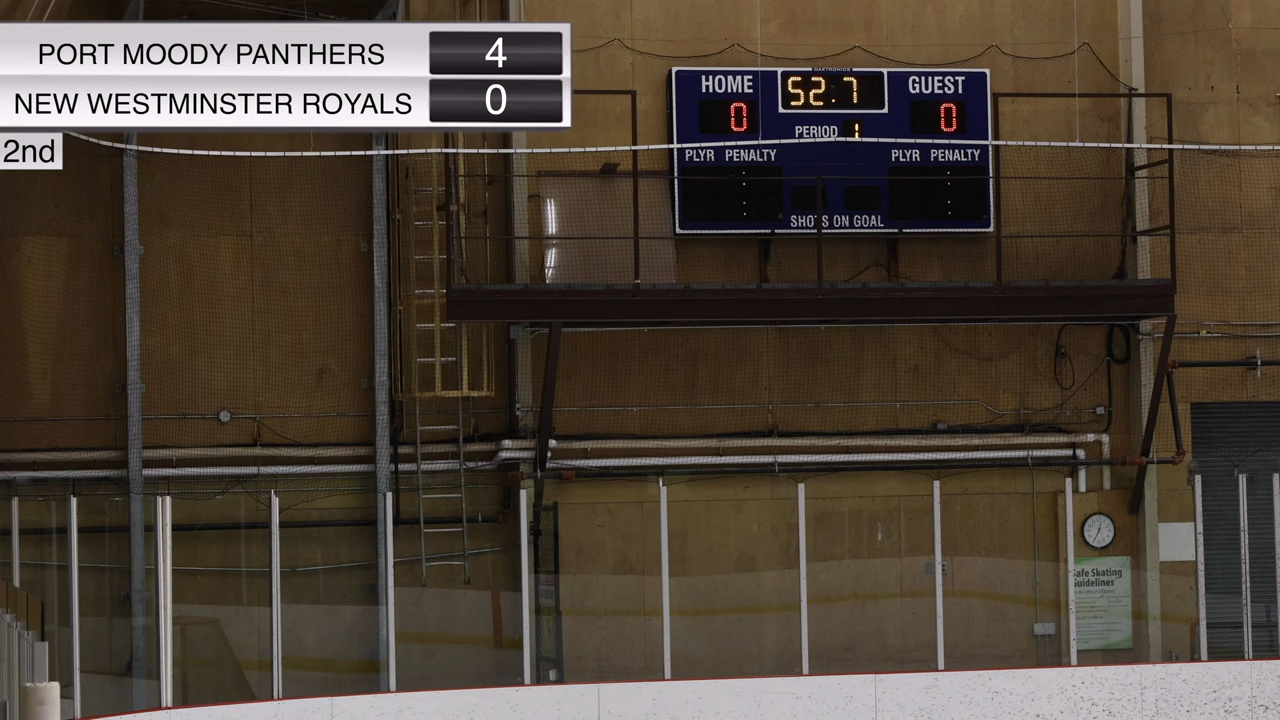 PORT MOODY PANTHERS 4
NEW WESTMINSTER ROYALS 0
2nd
DAKTRONICS
HOME 52.7 GUEST
0 0
PERIOD 1
PLYR PENALTY PLYR PENALTY
SHOTS ON GOAL
Safe Skating
Guidelines